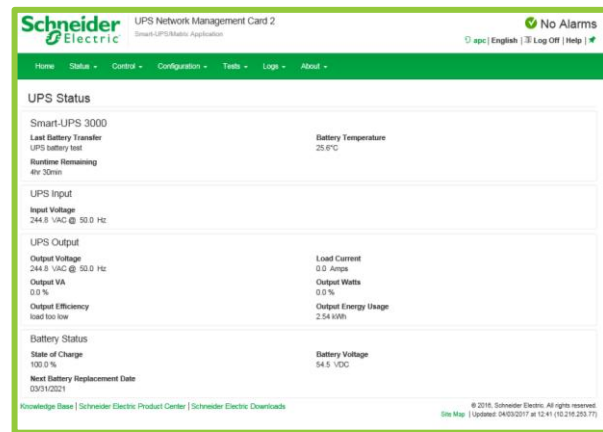 Schneider Electric
UPS Network Management Card 2
Smart-UPS/Matrix Application
No Alarms
apc | English | Log Off | Help |
Home Status Control Configuration Tests Logs About
UPS Status
Smart-UPS 3000
Last Battery Transfer
UPS battery test
Battery Temperature
25.6°C
Runtime Remaining
4hr 30min
UPS Input
Input Voltage
244.8 VAC @ 50.0 Hz
UPS Output
Output Voltage
244.8 VAC @ 50.0 Hz
Load Current
0.0 Amps
Output VA
0.0 %
Output Watts
0.0 %
Output Efficiency
load too low
Output Energy Usage
2.54 kWh
Battery Status
State of Charge
100.0 %
Battery Voltage
54.5 VDC
Next Battery Replacement Date
03/31/2021
Knowledge Base | Schneider Electric Product Center | Schneider Electric Downloads
© 2016, Schneider Electric. All rights reserved.
Site Map | Updated: 04/03/2017 at 12:41 (10.216.253.77)